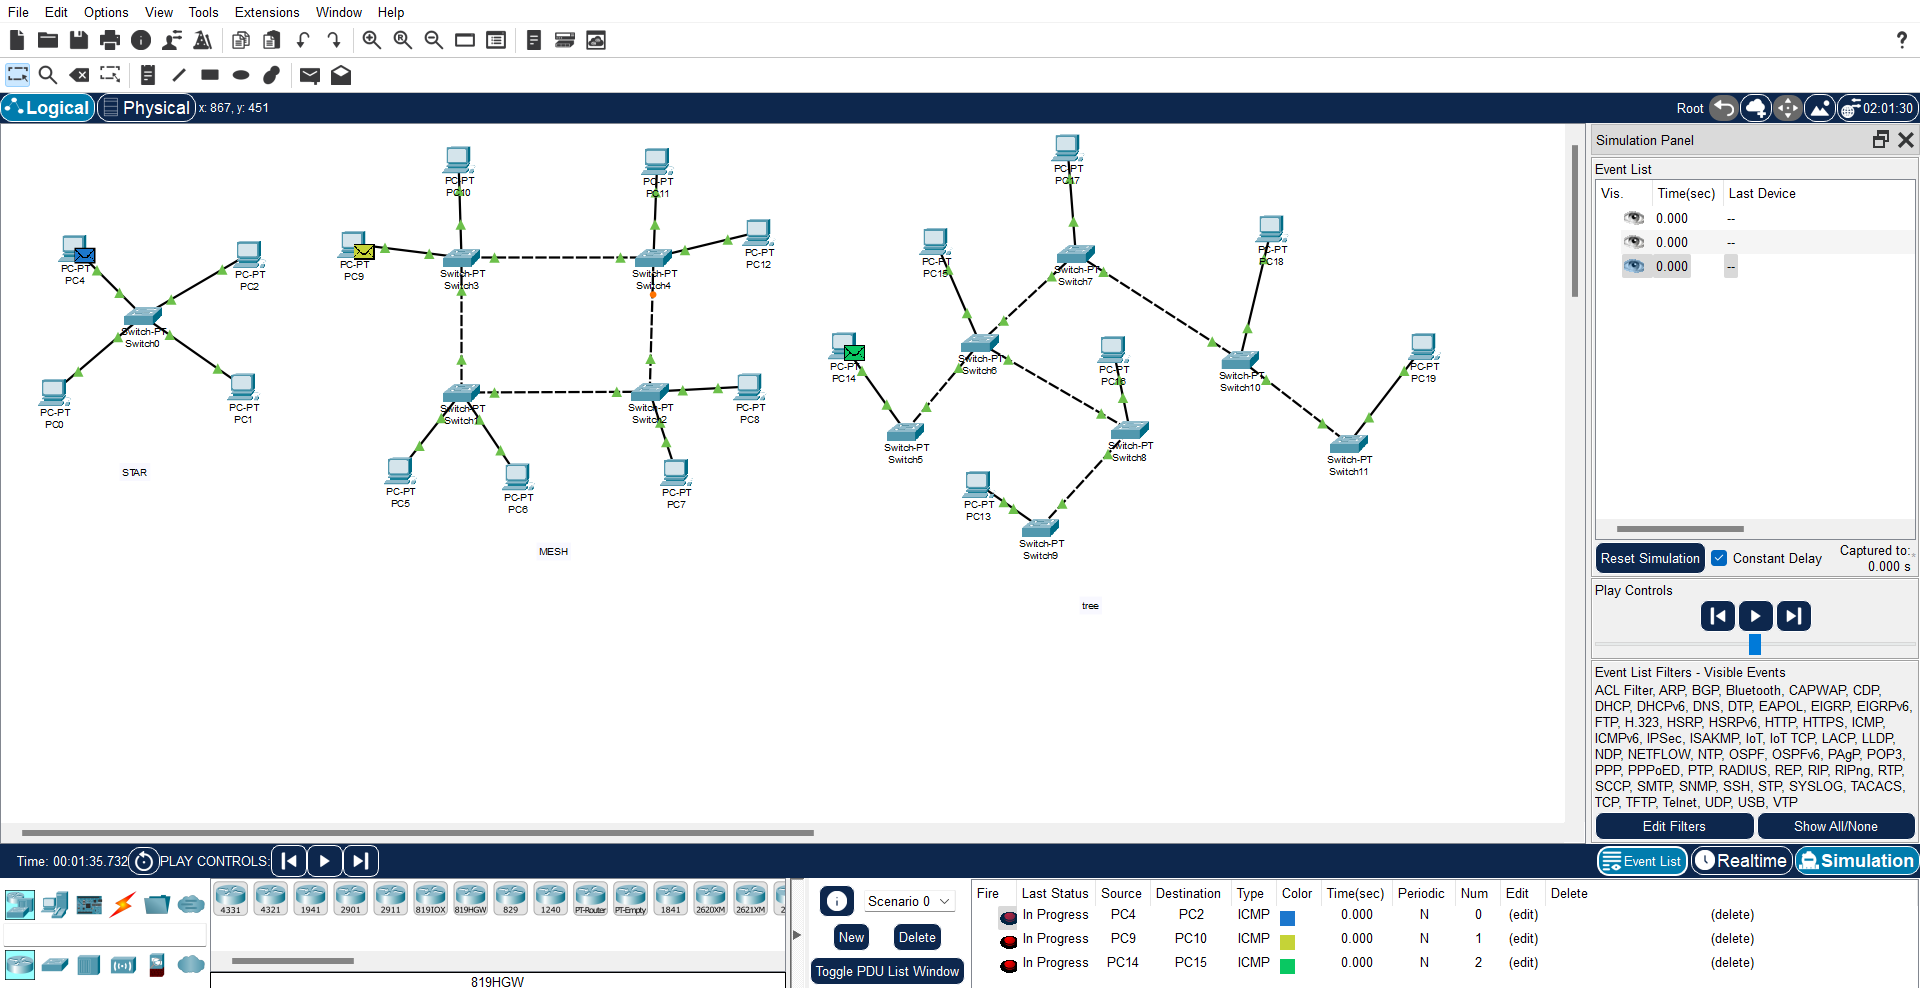 File Edit Options View Tools Extensions Window Help
Logical Physical x: 867, y: 451 Root 02:01:30
PC-PT
PC4
PC-PT
PC2
Switch-PT
Switch0
PC-PT
PC0
PC-PT
PC1
STAR
PC-PT
PC10
PC-PT
PC11
PC-PT
PC9
PC-PT
PC12
Switch-PT
Switch3
Switch-PT
Switch4
Switch-PT
Switch1
Switch-PT
Switch2
PC-PT
PC8
PC-PT
PC5
PC-PT
PC6
PC-PT
PC7
MESH
PC-PT
PC17
PC-PT
PC15
Switch-PT
Switch7
PC-PT
PC18
PC-PT
PC14
Switch-PT
Switch6
PC-PT
PC16
Switch-PT
Switch10
PC-PT
PC19
Switch-PT
Switch5
Switch-PT
Switch8
Switch-PT
Switch11
PC-PT
PC13
Switch-PT
Switch9
tree
Simulation Panel
Event List
Vis. Time(sec) Last Device
0.000 --
0.000 --
0.000 --
Reset Simulation Constant Delay Captured to:
0.000 s
Play Controls
Event List Filters - Visible Events
ACL Filter, ARP, BGP, Bluetooth, CAPWAP, CDP,
DHCP, DHCPv6, DNS, DTP, EAPOL, EIGRP, EIGRPv6,
FTP, H.323, HSRP, HSRPv6, HTTP, HTTPS, ICMP,
ICMPv6, IPSec, ISAKMP, IoT, IoT TCP, LACP, LLDP,
NDP, NETFLOW, NTP, OSPF, OSPFv6, PAgP, POP3,
PPP, PPPoED, PTP, RADIUS, REP, RIP, RIPng, RTP,
SCCP, SMTP, SNMP, SSH, STP, SYSLOG, TACACS,
TCP, TFTP, Telnet, UDP, USB, VTP
Edit Filters Show All/None
Time: 00:01:35.732 PLAY CONTROLS: Event List Realtime Simulation
4331 4321 1941 2901 2911 819IOX 819HGW 829 1240 PT-Router PT-Empty 1841 2620XM 2621XM 2
819HGW
Scenario 0
New Delete
Toggle PDU List Window
Fire Last Status Source Destination Type Color Time(sec) Periodic Num Edit Delete
In Progress PC4 PC2 ICMP 0.000 N 0 (edit) (delete)
In Progress PC9 PC10 ICMP 0.000 N 1 (edit) (delete)
In Progress PC14 PC15 ICMP 0.000 N 2 (edit) (delete)